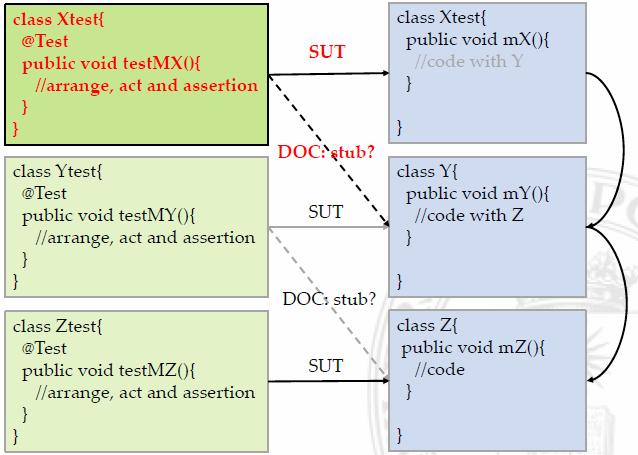 class Xtest{
@Test
public void testMX(){
//arrange, act and assertion
}
}
SUT
class Xtest{
public void mX(){
//code with Y
}
}
DOC: stub?
class Ytest{
@Test
public void testMY(){
//arrange, act and assertion
}
}
SUT
class Y{
public void mY(){
//code with Z
}
}
DOC: stub?
class Ztest{
@Test
public void testMZ(){
//arrange, act and assertion
}
}
SUT
class Z{
public void mZ(){
//code
}
}